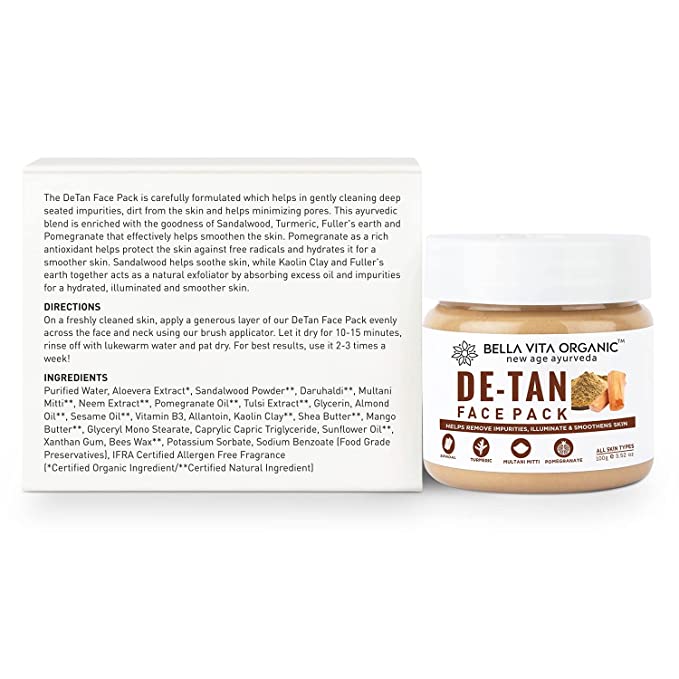 The DeTan Face Pack is carefully formulated which helps in gently cleaning deep
seated impurities, dirt from the skin and helps minimizing pores. This ayurvedic
blend is enriched with the goodness of Sandalwood, Turmeric, Fuller's earth and
Pomegranate that effectively helps smoothen the skin. Pomegranate as a rich
antioxidant helps protect the skin against free radicals and hydrates it for a
smoother skin. Sandalwood helps soothe skin, while Kaolin Clay and Fuller's
earth together acts as a natural exfoliator by absorbing excess oil and impurities
for a hydrated, illuminated and smoother skin.
DIRECTIONS
On a freshly cleaned skin, apply a generous layer of our DeTan Face Pack evenly
across the face and neck using our brush applicator. Let it dry for 10-15 minutes,
rinse off with lukewarm water and pat dry. For best results, use it 2-3 times a
week!
INGREDIENTS
Purified Water, Aloevera Extract*, Sandalwood Powder**, Daruhaldi**, Multani
Mitti**, Neem Extract**, Pomegranate Oil**, Tulsi Extract**, Glycerin, Almond
Oil**, Sesame Oil**, Vitamin B3, Allantoin, Kaolin Clay**, Shea Butter**, Mango
Butter**, Glyceryl Mono Stearate, Caprylic Capric Triglyceride, Sunflower Oil**,
Xanthan Gum, Bees Wax**, Potassium Sorbate, Sodium Benzoate (Food Grade
Preservatives), IFRA Certified Allergen Free Fragrance
(*Certified Organic Ingredient/**Certified Natural Ingredient)
BELLA VITA ORGANIC™
new age ayurveda
DE-TAN
FACE PACK
HELPS REMOVE IMPURITIES, ILLUMINATE & SMOOTHENS SKIN
TURMERIC
MULTANI MITTI
POMEGRANATE
ALL SKIN TYPES
100g ℮ 3.52 oz